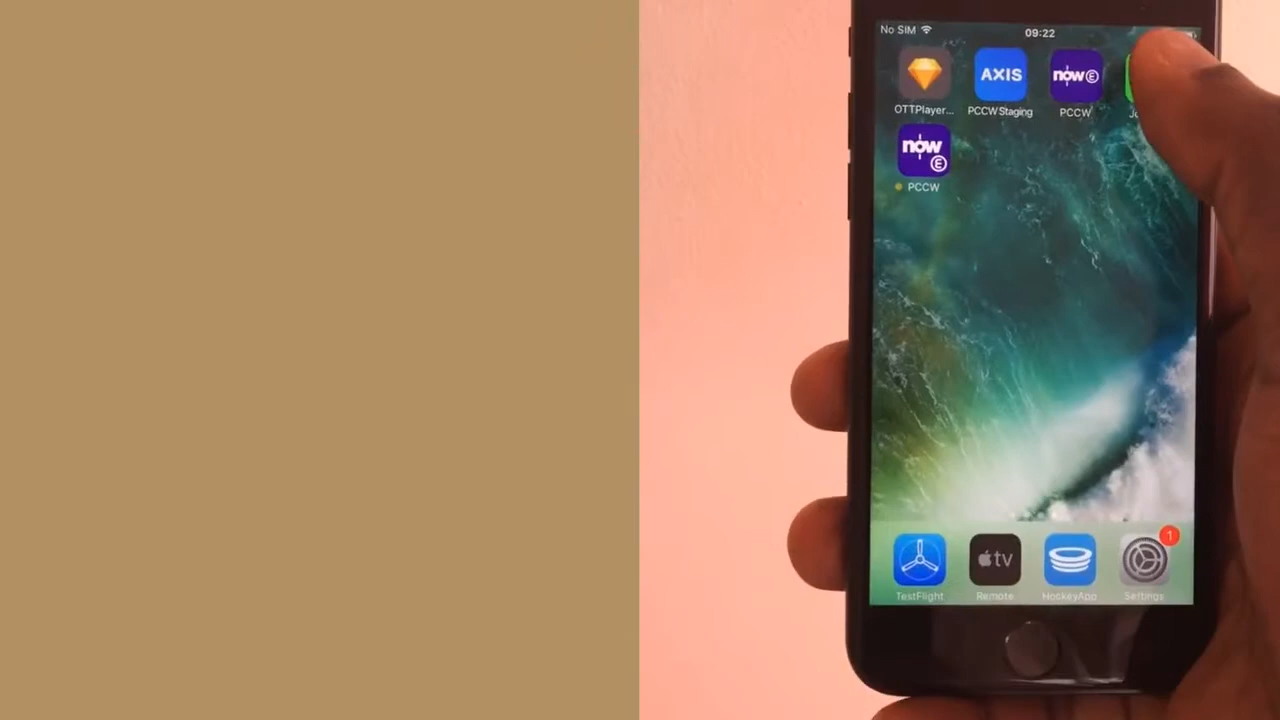 No SIM
09:22
AXIS
now E
OTTPlayer...
PCCWStaging
PCCW
now
E
PCCW
tv
1
TestFlight
Remote
HockeyApp
Settings